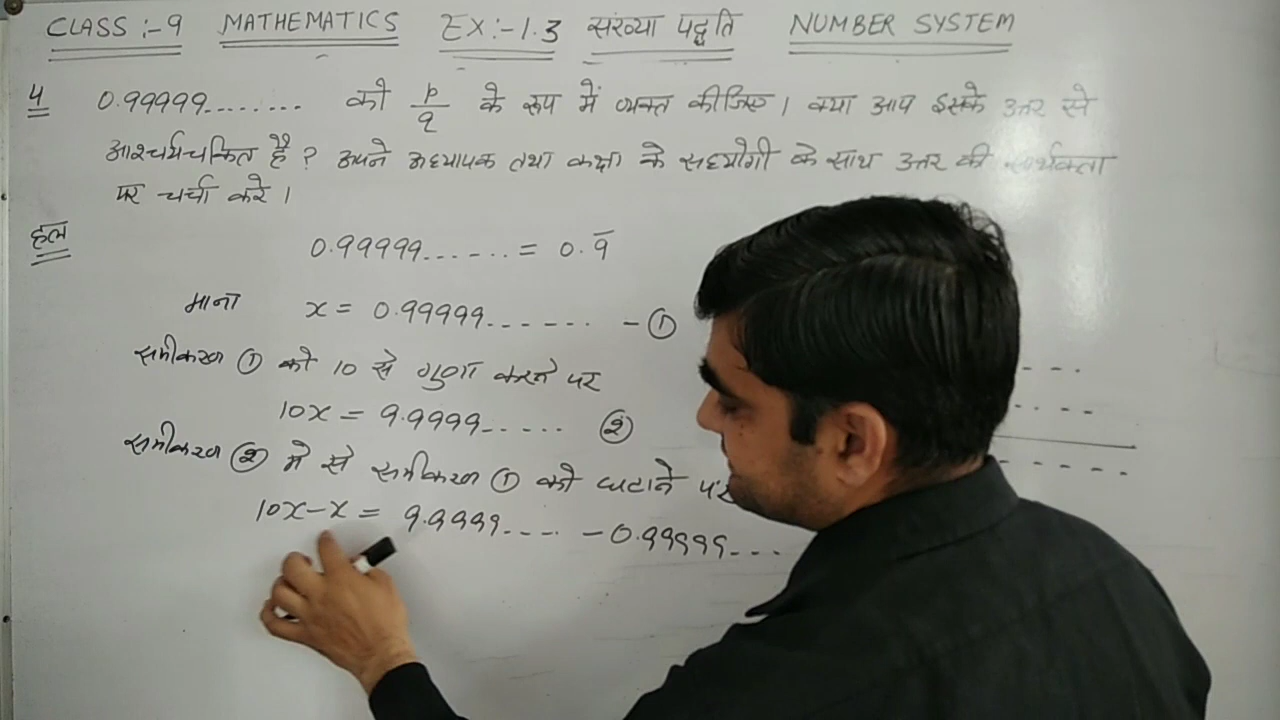 CLASS :- 9 MATHEMATICS EX:-1.3 संख्या पद्धति NUMBER SYSTEM
4 0.99999........ को p/q के रूप में व्यक्त कीजिए। क्या आप इसके उत्तर से
आश्चर्यचकित हैं? अपने अध्यापक तथा कक्षा के सहयोगी के साथ उत्तर की सार्थकता
पर चर्चा करे।
हल
0.99999...... = 0.9̅
माना x = 0.99999...... - ①
समीकरण ① को 10 से गुणा करने पर
10x = 9.9999...... ②
समीकरण ② में से समीकरण ① को घटाने पर
10x-x = 9.9999.... - 0.99999...